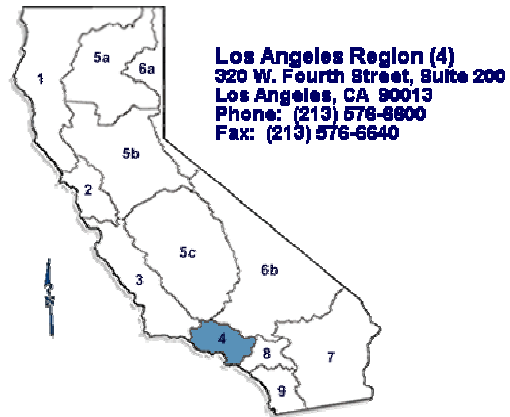 Los Angeles Region (4)
320 W. Fourth Street, Suite 200
Los Angeles, CA 90013
Phone: (213) 576-6600
Fax: (213) 576-6640
1
5a
6a
5b
2
5c
6b
3
4
8
7
9
N